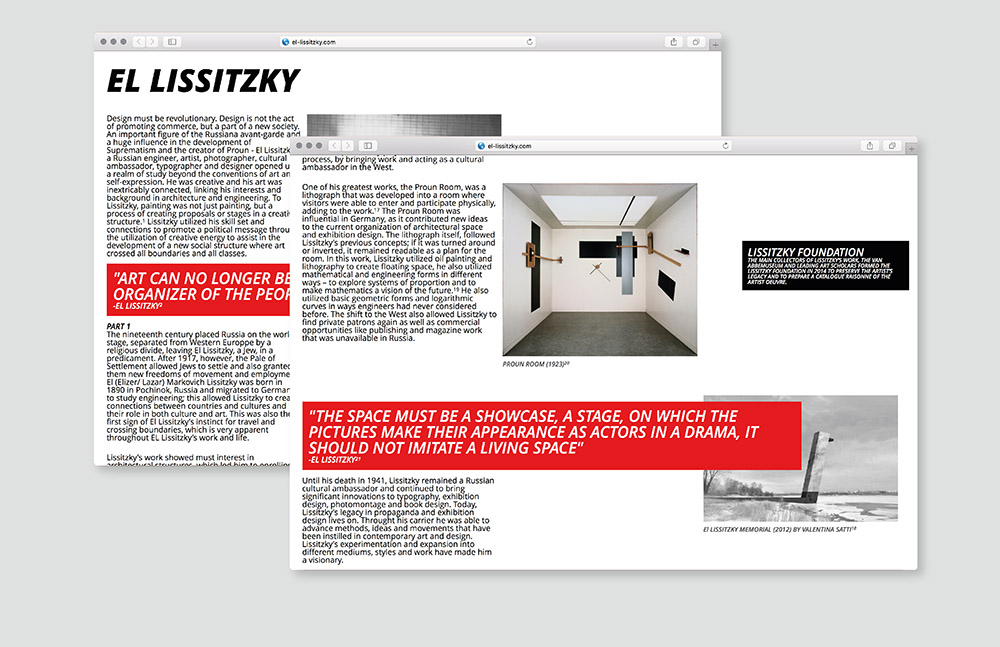 el-lissitzky.com
EL LISSITZKY
Design must be revolutionary. Design is not the act
of promoting commerce, but a part of a new society.
An important figure of the Russiana avant-garde and
a huge influence in the development of
Suprematism and the creator of Proun - El Lissitzk
a Russian engineer, artist, photographer, cultural
ambassador, typographer and designer opened u
a realm of study beyond the conventions of art an
self-expression. He was creative and his art was
inextricably connected, linking his interests and
background in architecture and engineering. To
Lissitzky, painting was not just painting, but a
process of creating proposals or stages in a creati
structure.¹ Lissitzky utilized his skill set and
connections to promote a political message throu
the utilization of creative energy to assist in the
development of a new social structure where art
crossed all boundaries and all classes.
"ART CAN NO LONGER BE
ORGANIZER OF THE PEOP
-EL LISSITZKY²
PART 1
The nineteenth century placed Russia on the worl
stage, separated from Western Europpe by a
religious divide, leaving El Lissitzky, a Jew, in a
predicament. After 1917, however, the Pale of
Settlement allowed Jews to settle and also granted
them new freedoms of movement and employme
El (Elizer/ Lazar) Markovich Lissitzky was born in
1890 in Pochinok, Russia and migrated to German
to study engineering; this allowed Lissitzky to crea
connections between countries and cultures and
their role in both culture and art. This was also the
first sign of El Lissitzky's instinct for travel and
crossing boundaries, which is very apparent
throughout EL Lissitzky's work and life.
Lissitzky's work showed must interest in
architectural structures, which led him to enrolling
el-lissitzky.com
process, by bringing work and acting as a cultural
ambassador in the West.
One of his greatest works, the Proun Room, was a
lithograph that was developed into a room where
visitors were able to enter and participate physically,
adding to the work.¹⁷ The Proun Room was
influential in Germany, as it contributed new ideas
to the current organization of architectural space
and exhibition design. The lithograph itself, followed
Lissitzky's previous concepts; if it was turned around
or inverted, it remained readable as a plan for the
room. In this work, Lissitzky utilized oil painting and
lithography to create floating space, he also utilized
mathematical and engineering forms in different
ways – to explore systems of proportion and to
make mathematics a vision of the future.¹⁹ He also
utilized basic geometric forms and logarithmic
curves in ways engineers had never considered
before. The shift to the West also allowed Lissitzky to
find private patrons again as well as commercial
opportunities like publishing and magazine work
that was unavailable in Russia.
PROUN ROOM (1923)²⁰
LISSITZKY FOUNDATION
THE MAIN COLLECTORS OF LISSITZKY'S WORK, THE VAN
ABBEMUSEUM AND LEADING ART SCHOLARS FORMED THE
LISSITZKY FOUNDATION IN 2014 TO PRESERVE THE ARTIST'S
LEGACY AND TO PREPARE A CATALOGUE RAISONNÉ OF THE
ARTIST OEUVRE.
"THE SPACE MUST BE A SHOWCASE, A STAGE, ON WHICH THE
PICTURES MAKE THEIR APPEARANCE AS ACTORS IN A DRAMA, IT
SHOULD NOT IMITATE A LIVING SPACE"
-EL LISSITZKY²¹
Until his death in 1941, Lissitzky remained a Russian
cultural ambassador and continued to bring
significant innovations to typography, exhibition
design, photomontage and book design. Today,
Lissitzky's legacy in propaganda and exhibition
design lives on. Throught his carrier he was able to
advance methods, ideas and movements that have
been instilled in contemporary art and design.
Lissitzky's experimentation and expansion into
different mediums, styles and work have made him
a visionary.
El LISSITZKY MEMORIAL (2012) BY VALENTINA SATTI¹⁸